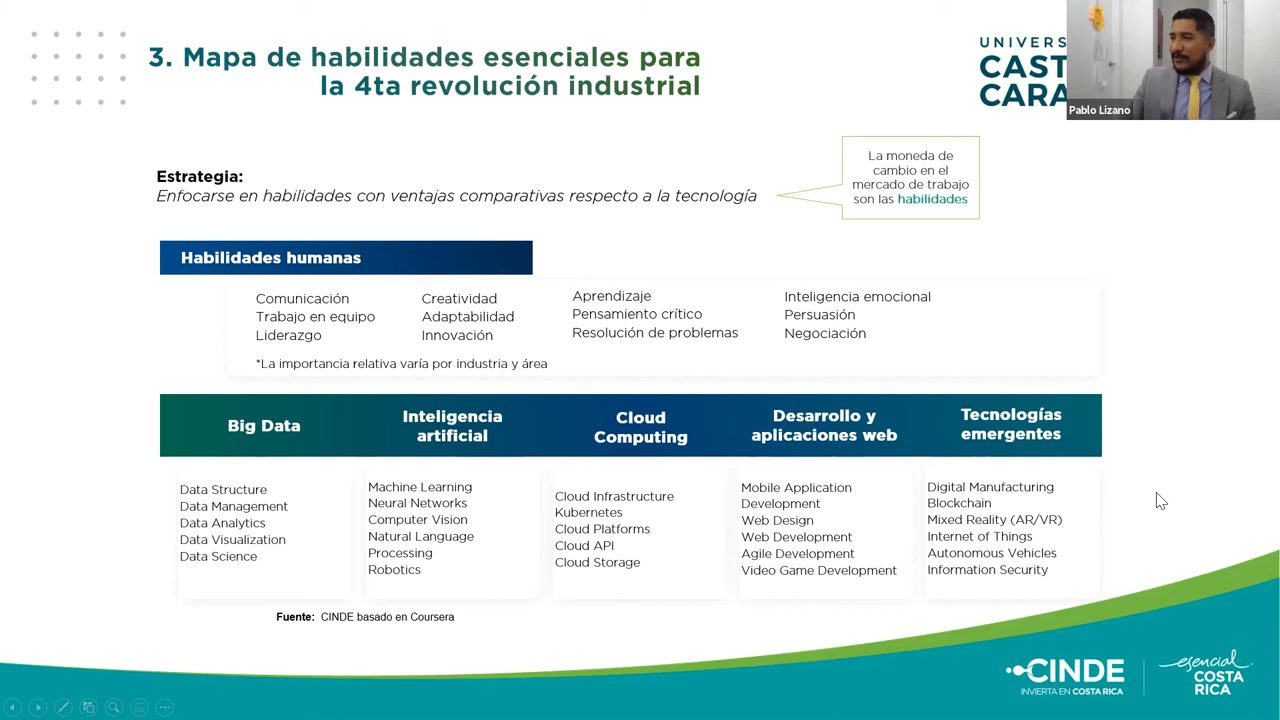 3. Mapa de habilidades esenciales para
la 4ta revolución industrial
UNIVERS
CAST
CARA
Pablo Lizano
Estrategia:
Enfocarse en habilidades con ventajas comparativas respecto a la tecnología
La moneda de
cambio en el
mercado de trabajo
son las habilidades
Habilidades humanas
Comunicación
Trabajo en equipo
Liderazgo
Creatividad
Adaptabilidad
Innovación
Aprendizaje
Pensamiento crítico
Resolución de problemas
Inteligencia emocional
Persuasión
Negociación
*La importancia relativa varía por industria y área
Big Data
Data Structure
Data Management
Data Analytics
Data Visualization
Data Science
Inteligencia
artificial
Machine Learning
Neural Networks
Computer Vision
Natural Language
Processing
Robotics
Cloud
Computing
Cloud Infrastructure
Kubernetes
Cloud Platforms
Cloud API
Cloud Storage
Desarrollo y
aplicaciones web
Mobile Application
Development
Web Design
Web Development
Agile Development
Video Game Development
Tecnologías
emergentes
Digital Manufacturing
Blockchain
Mixed Reality (AR/VR)
Internet of Things
Autonomous Vehicles
Information Security
Fuente: CINDE basado en Coursera
CINDE
INVIERTA EN COSTA RICA
esencial
COSTA
RICA